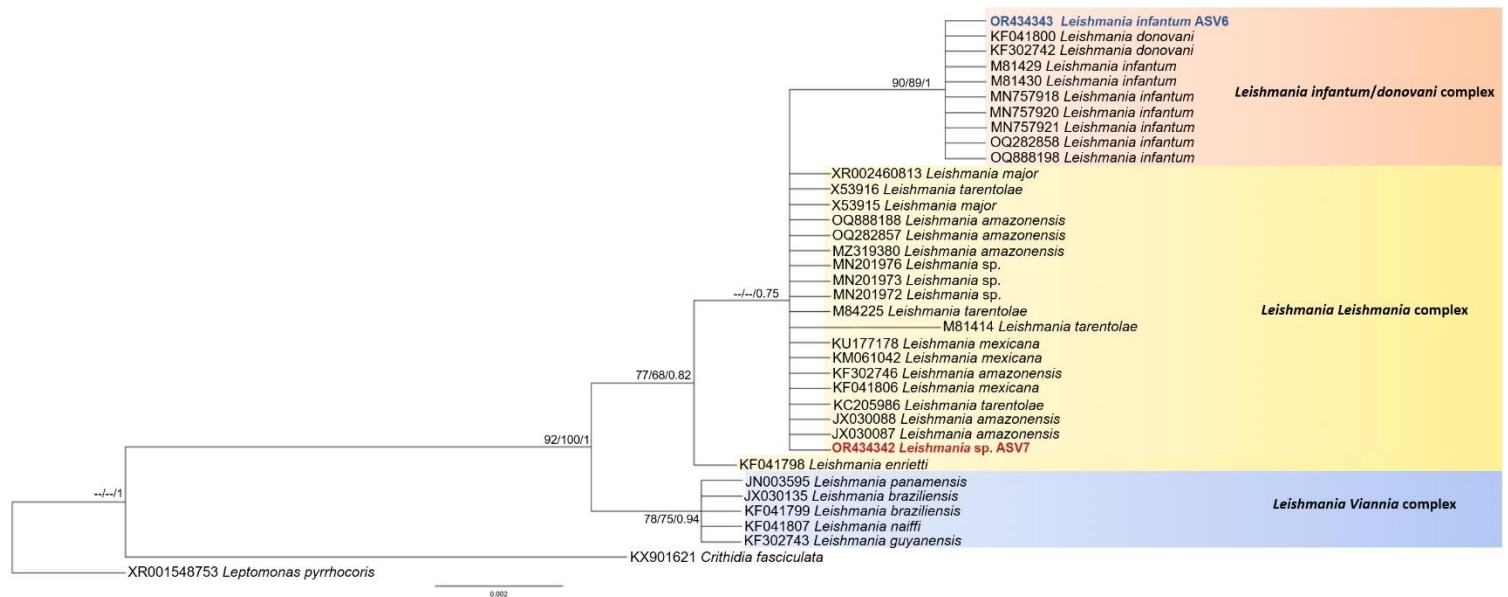 OR434343 Leishmania infantum ASV6
KF041800 Leishmania donovani
KF302742 Leishmania donovani
M81429 Leishmania infantum
90/89/1
M81430 Leishmania infantum
Leishmania infantum/donovani complex
MN757918 Leishmania infantum
MN757920 Leishmania infantum
MN757921 Leishmania infantum
OQ282858 Leishmania infantum
OQ888198 Leishmania infantum
XR002460813 Leishmania major
X53916 Leishmania tarentolae
X53915 Leishmania major
OQ888188 Leishmania amazonensis
OQ282857 Leishmania amazonensis
MZ319380 Leishmania amazonensis
MN201976 Leishmania sp.
MN201973 Leishmania sp.
--/--/0.75
MN201972 Leishmania sp.
M84225 Leishmania tarentolae
Leishmania Leishmania complex
M81414 Leishmania tarentolae
KU177178 Leishmania mexicana
KM061042 Leishmania mexicana
77/68/0.82
KF302746 Leishmania amazonensis
KF041806 Leishmania mexicana
KC205986 Leishmania tarentolae
JX030088 Leishmania amazonensis
JX030087 Leishmania amazonensis
92/100/1
OR434342 Leishmania sp. ASV7
KF041798 Leishmania enrietti
JN003595 Leishmania panamensis
--/--/1
JX030135 Leishmania braziliensis
Leishmania Viannia complex
KF041799 Leishmania braziliensis
78/75/0.94
KF041807 Leishmania naiffi
KF302743 Leishmania guyanensis
KX901621 Crithidia fasciculata
XR001548753 Leptomonas pyrrhocoris
0.002